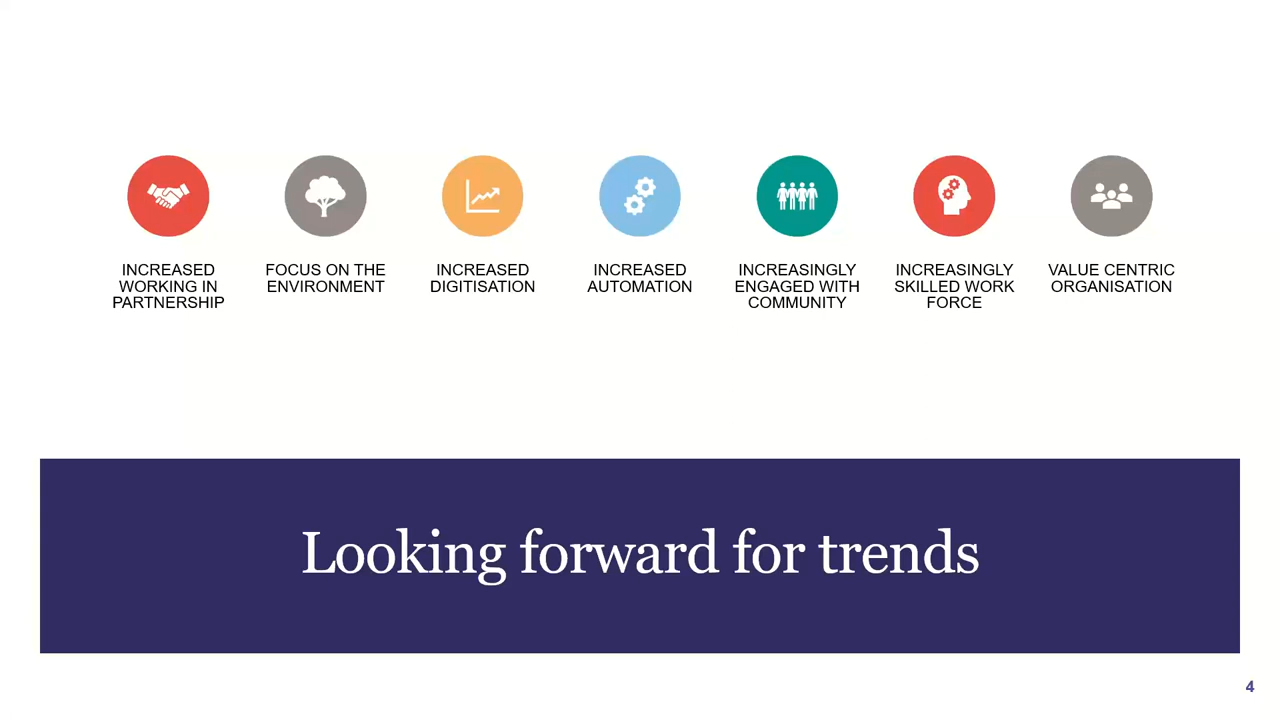 INCREASED
WORKING IN
PARTNERSHIP
FOCUS ON THE
ENVIRONMENT
INCREASED
DIGITISATION
INCREASED
AUTOMATION
INCREASINGLY
ENGAGED WITH
COMMUNITY
INCREASINGLY
SKILLED WORK
FORCE
VALUE CENTRIC
ORGANISATION
Looking forward for trends
4